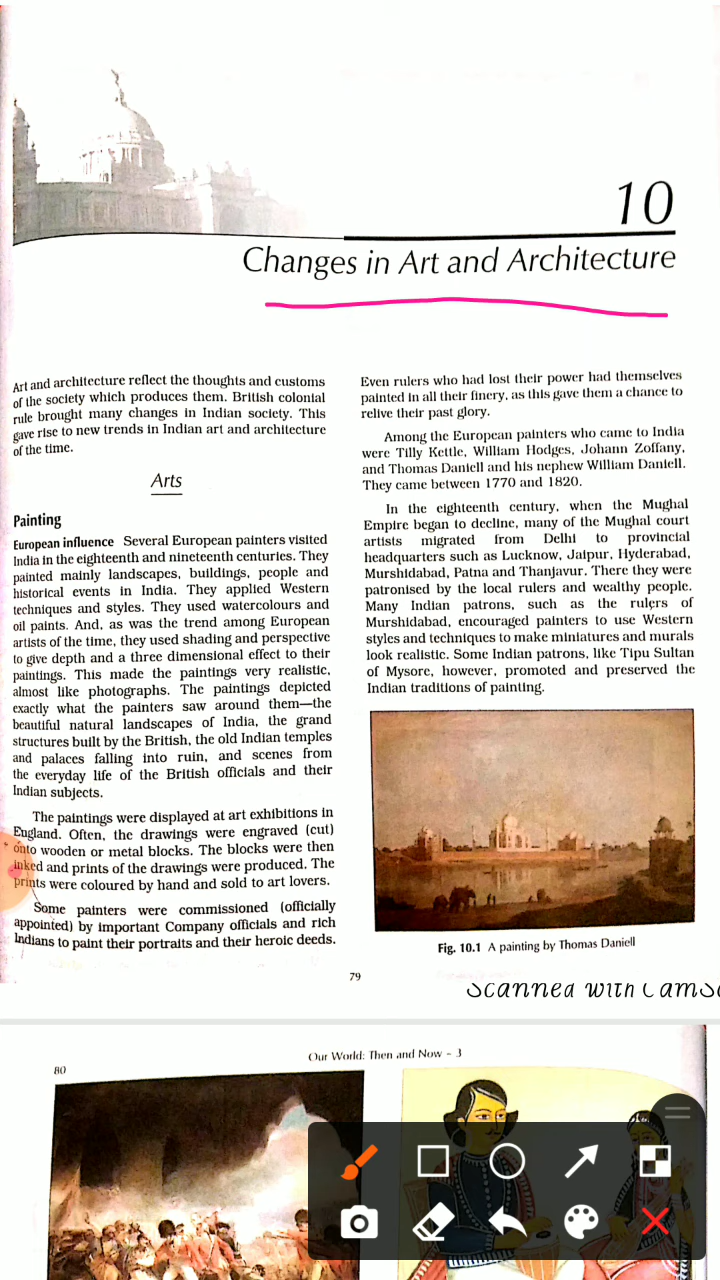 10
Changes in Art and Architecture
Art and architecture reflect the thoughts and customs
of the society which produces them. British colonial
rule brought many changes in Indian society. This
gave rise to new trends in Indian art and architecture
of the time.
Arts
Painting
European influence Several European painters visited
India in the eighteenth and nineteenth centuries. They
painted mainly landscapes, buildings, people and
historical events in India. They applied Western
techniques and styles. They used watercolours and
oil paints. And, as was the trend among European
artists of the time, they used shading and perspective
to give depth and a three dimensional effect to their
paintings. This made the paintings very realistic,
almost like photographs. The paintings depicted
exactly what the painters saw around them—the
beautiful natural landscapes of India, the grand
structures built by the British, the old Indian temples
and palaces falling into ruin, and scenes from
the everyday life of the British officials and their
Indian subjects.
The paintings were displayed at art exhibitions in
England. Often, the drawings were engraved (cut)
onto wooden or metal blocks. The blocks were then
inked and prints of the drawings were produced. The
prints were coloured by hand and sold to art lovers.
Some painters were commissioned (officially
appointed) by important Company officials and rich
Indians to paint their portraits and their heroic deeds.
Even rulers who had lost their power had themselves
painted in all their finery, as this gave them a chance to
relive their past glory.
Among the European painters who came to India
were Tilly Kettle, William Hodges, Johann Zoffany,
and Thomas Daniell and his nephew William Daniell.
They came between 1770 and 1820.
In the eighteenth century, when the Mughal
Empire began to decline, many of the Mughal court
artists migrated from Delhi to provincial
headquarters such as Lucknow, Jaipur, Hyderabad,
Murshidabad, Patna and Thanjavur. There they were
patronised by the local rulers and wealthy people.
Many Indian patrons, such as the rulers of
Murshidabad, encouraged painters to use Western
styles and techniques to make miniatures and murals
look realistic. Some Indian patrons, like Tipu Sultan
of Mysore, however, promoted and preserved the
Indian traditions of painting.
Fig. 10.1 A painting by Thomas Daniell
79
Scanned with CamSc
80
Our World: Then and Now - 3